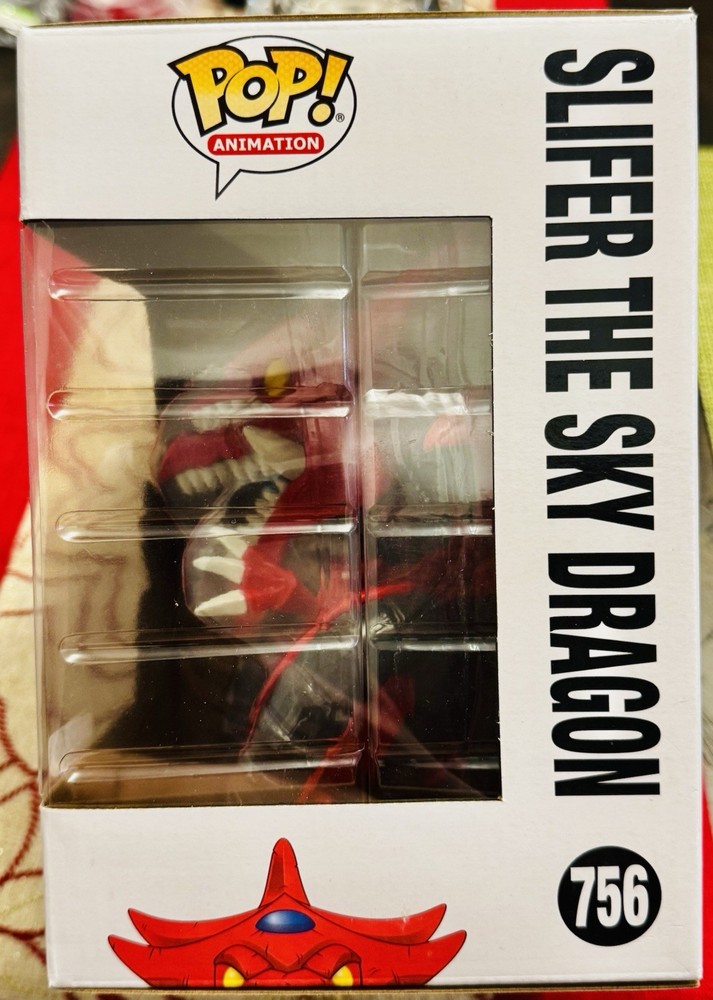 POP!®
ANIMATION
SLIFER THE SKY DRAGON
756